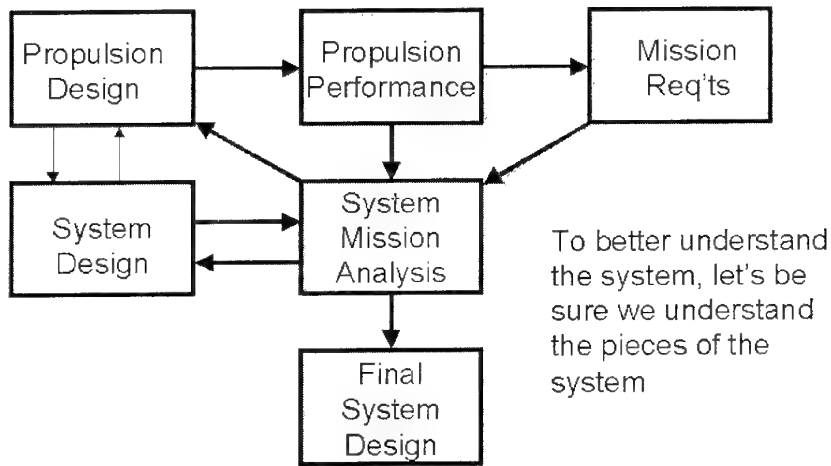 Propulsion
Design
Propulsion
Performance
Mission
Req'ts
System
Design
System
Mission
Analysis
To better understand
the system, let's be
sure we understand
the pieces of the
system
Final
System
Design